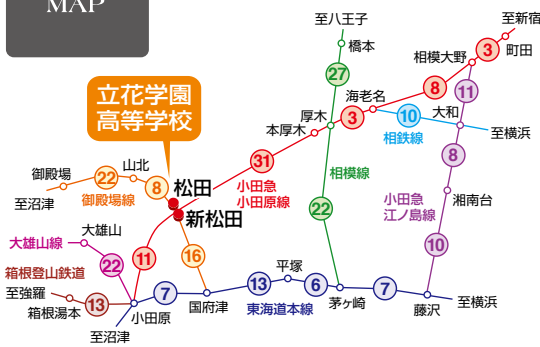 MAP
至新宿
至八王子
橋本
町田
相模大野
3
27
8
11
海老名
厚木
大和
本厚木
3
10
相鉄線
至横浜
立花学園
高等学校
31
小田急
小田原線
相模線
8
御殿場
22
山北
8
松田
至沼津
御殿場線
新松田
22
小田急
江ノ島線
湘南台
大雄山
大雄山線
22
11
16
10
箱根登山鉄道
至強羅
13
箱根湯本
7
小田原
国府津
13
平塚
6
東海道本線
茅ヶ崎
7
藤沢
至横浜
至沼津